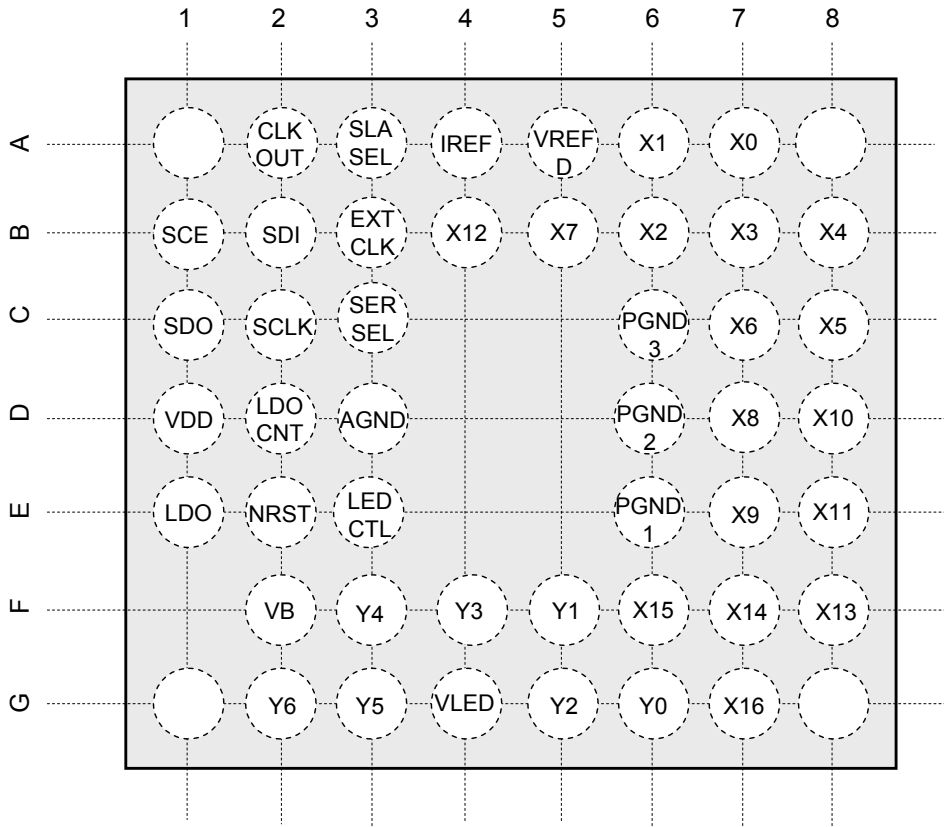 1 2 3 4 5 6 7 8
A CLK OUT SLA SEL IREF VREF D X1 X0
B SCE SDI EXT CLK X12 X7 X2 X3 X4
C SDO SCLK SER SEL PGND 3 X6 X5
D VDD LDO CNT AGND PGND 2 X8 X10
E LDO NRST LED CTL PGND 1 X9 X11
F VB Y4 Y3 Y1 X15 X14 X13
G Y6 Y5 VLED Y2 Y0 X16